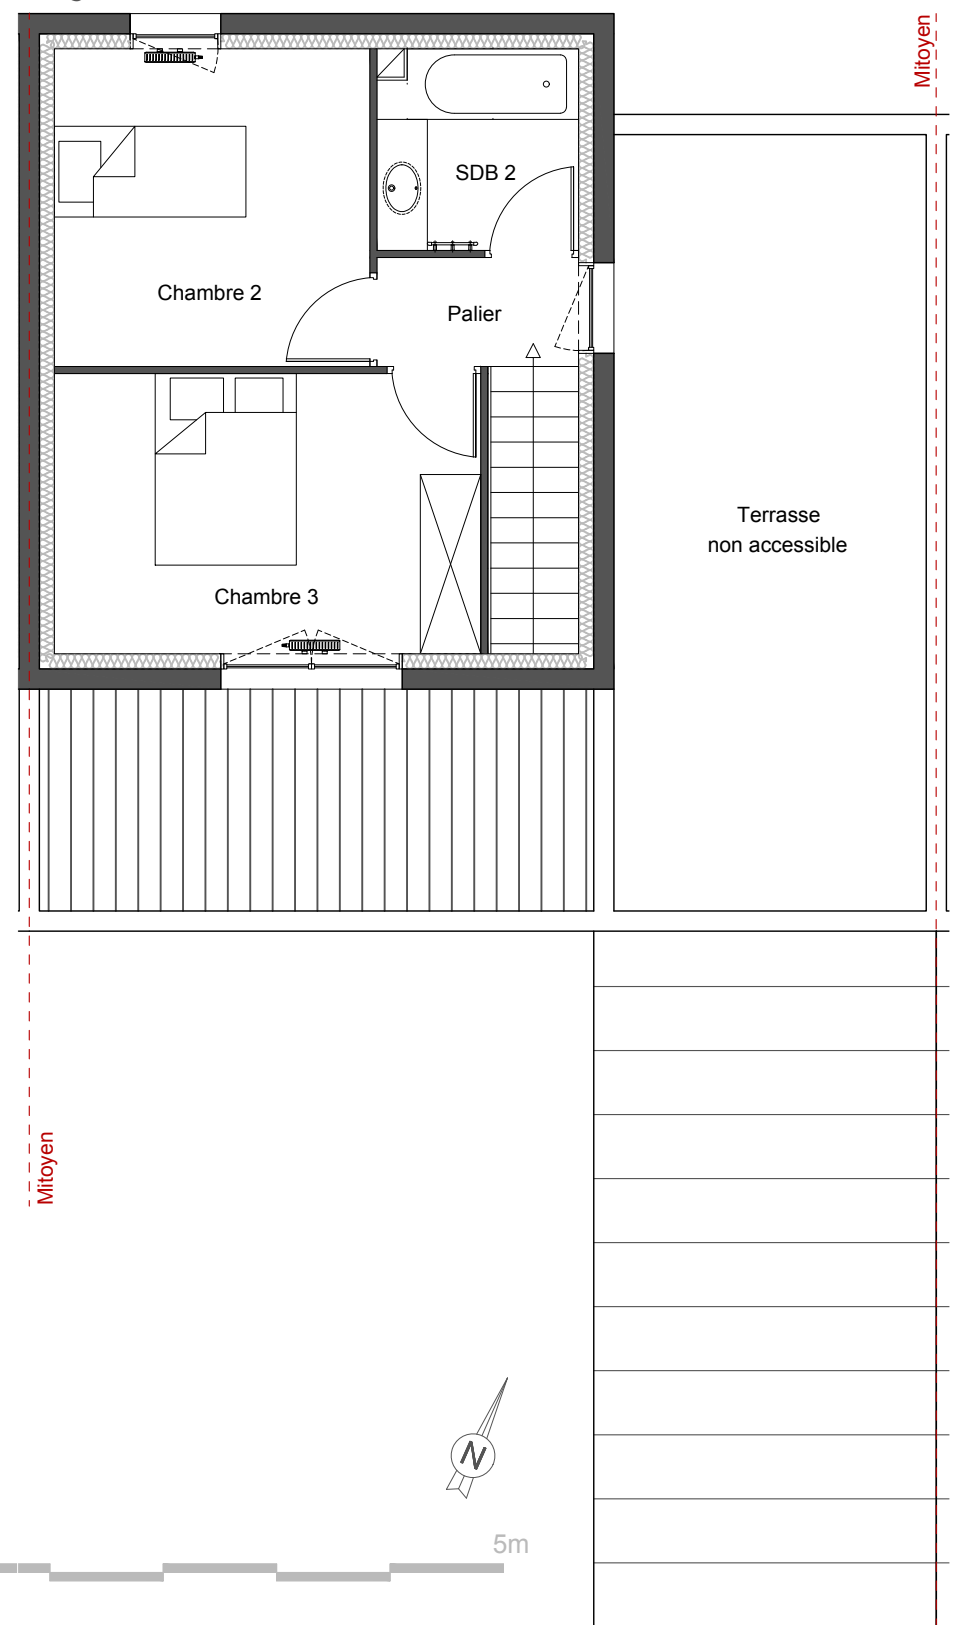 Mitoyen
SDB 2
Chambre 2
Palier
Terrasse
non accessible
Chambre 3
Mitoyen
N
5m